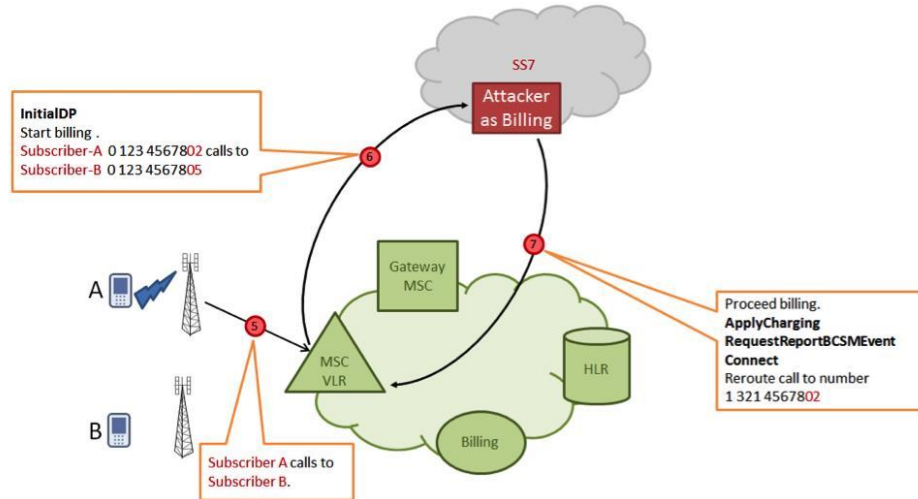 SS7
Attacker
as Billing
InitialDP
Start billing .
Subscriber-A 0 123 4567802 calls to
Subscriber-B 0 123 4567805
6
7
Gateway
MSC
A
5
MSC
VLR
HLR
Proceed billing.
ApplyCharging
RequestReportBCSMEvent
Connect
Reroute call to number
1 321 4567802
B
Billing
Subscriber A calls to
Subscriber B.